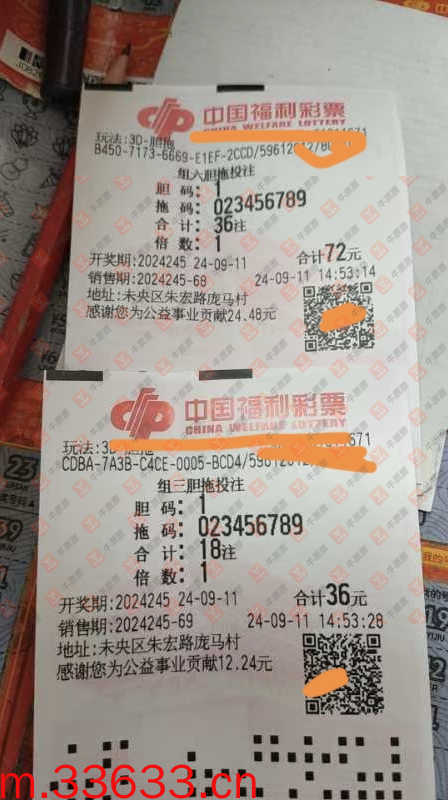 中国福利彩票
CHINA WELFARE LOTTERY
玩法:3D-胆拖
B450-7173-6669-E1EF-2CCD/59612012/80
组六胆拖投注
胆 码: 1
拖 码: 023456789
合 计: 36注
倍 数: 1
开奖期:2024245 24-09-11 合计72元
销售期:2024245-68 24-09-11 14:53:14
地址:未央区朱宏路庞马村
感谢您为公益事业贡献24.48元
中国福利彩票
CHINA WELFARE LOTTERY
玩法:3D-胆拖
671
CDBA-7A3B-C4CE-0005-BCD4/59612012/
组三胆拖投注
胆 码: 1
拖 码: 023456789
合 计: 18注
倍 数: 1
开奖期:2024245 24-09-11 合计36元
销售期:2024245-69 24-09-11 14:53:28
地址:未央区朱宏路庞马村
感谢您为公益事业贡献12.24元
m.33633.cn